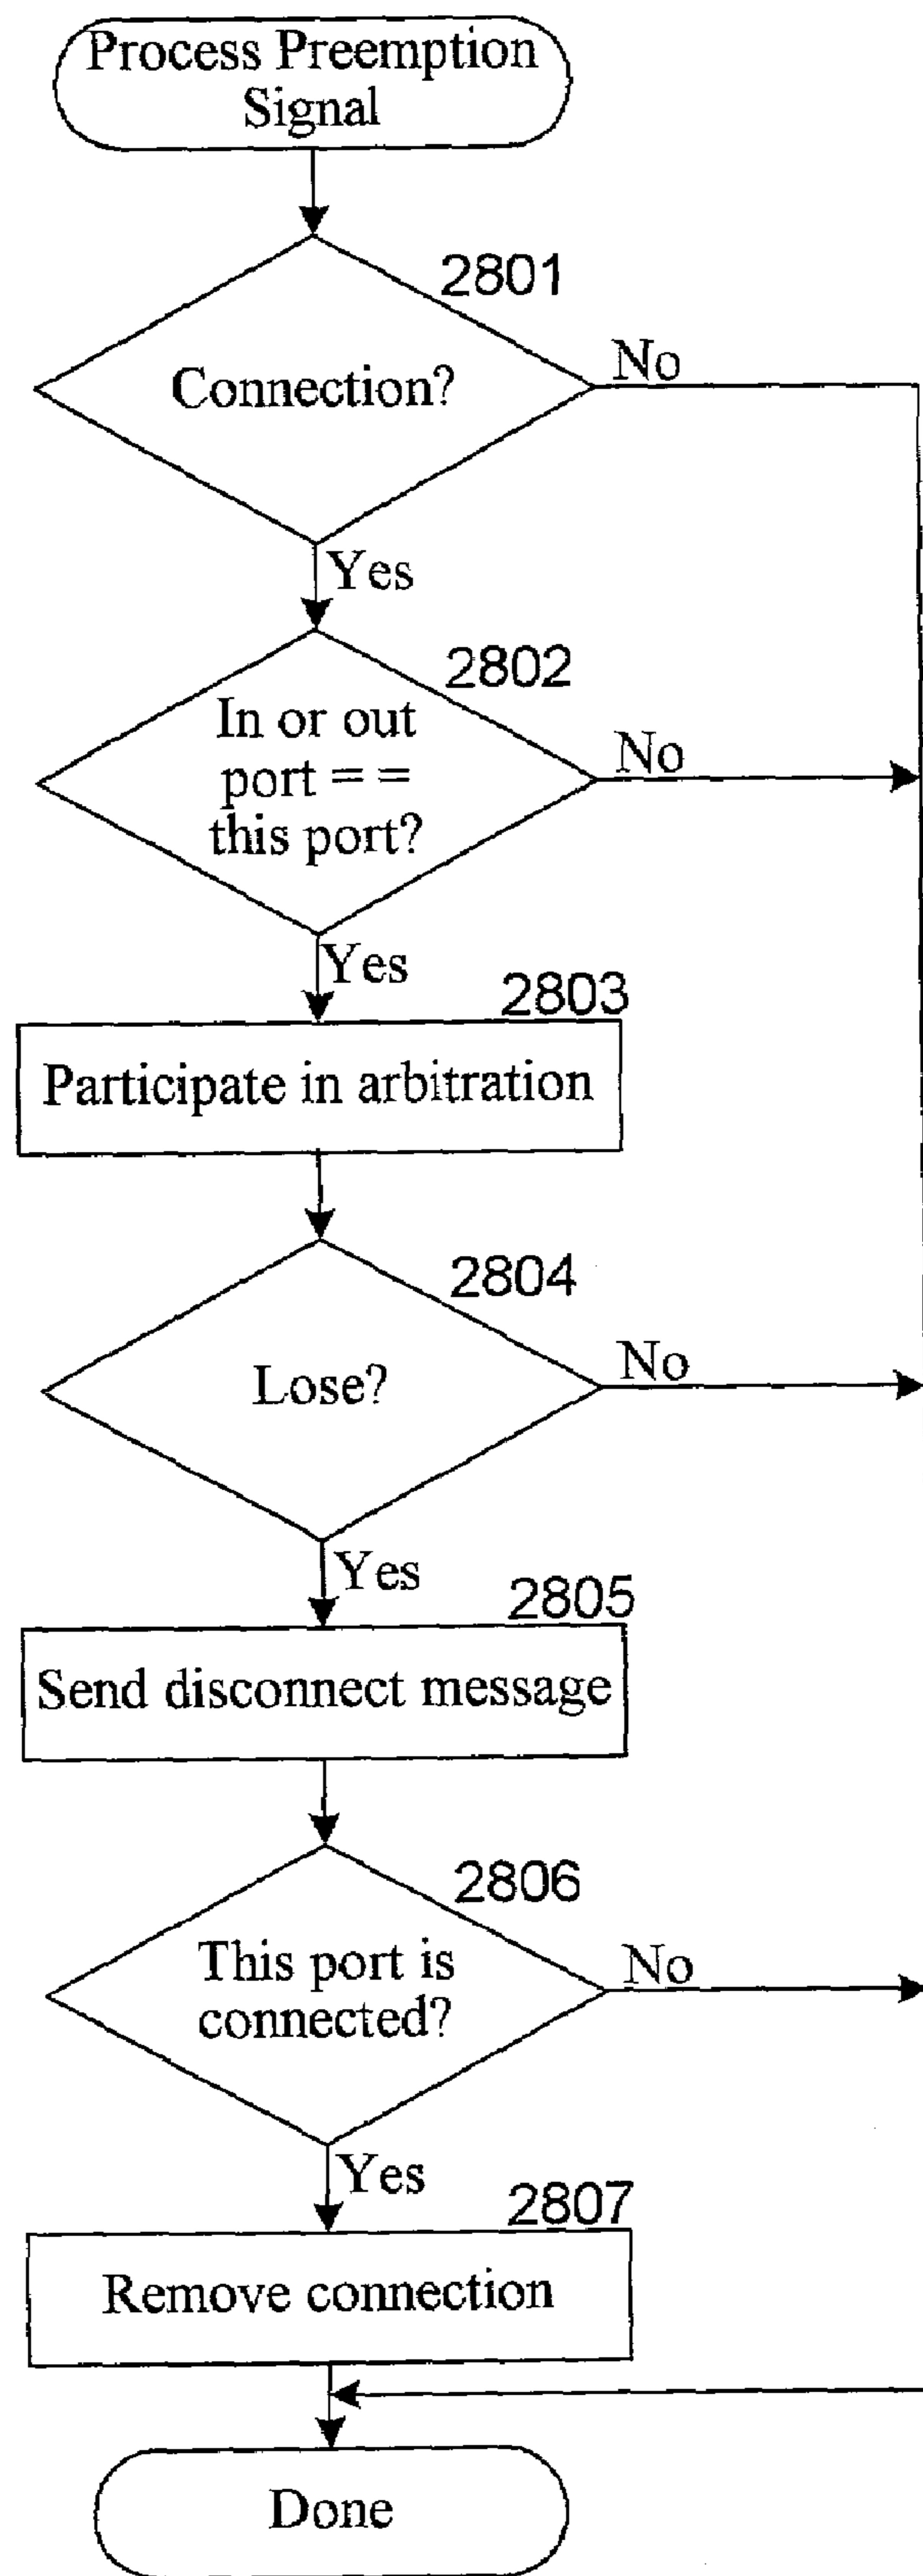 Process Preemption
Signal
2801
Connection?
No
Yes
2802
In or out
port = =
this port?
No
Yes
2803
Participate in arbitration
2804
Lose?
No
Yes
2805
Send disconnect message
2806
This port is
connected?
No
Yes
2807
Remove connection
Done